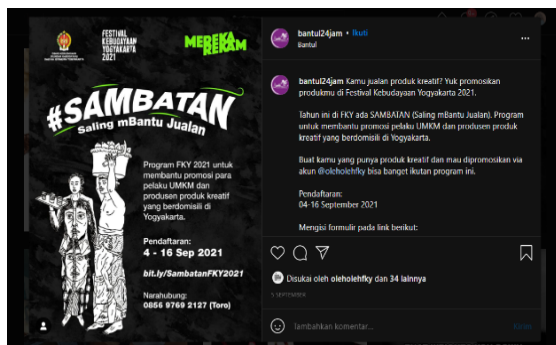 FESTIVAL
KEBUDAYAAN
YOGYAKARTA
2021
MEREKA
REKAM
#SAMBATAN
Saling mBantu Jualan
Program FKY 2021 untuk
membantu promosi para
pelaku UMKM dan
produsen produk kreatif
yang berdomisili di
Yogyakarta.
Pendaftaran:
4 - 16 Sep 2021
bit.ly/SambatanFKY2021
Narahubung:
0856 9769 2127 (Toro)
bantul24jam • Ikuti
Bantul
bantul24jam Kamu jualan produk kreatif? Yuk promosikan
produkmu di Festival Kebudayaan Yogyakarta 2021.
Tahun ini di FKY ada SAMBATAN (Saling mBantu Jualan). Program
untuk membantu promosi pelaku UMKM dan produsen produk
kreatif yang berdomisili di Yogyakarta.
Buat kamu yang punya produk kreatif dan mau dipromosikan via
akun @oleholehfky bisa banget ikutan program ini.
Pendaftaran:
04-16 September 2021
Mengisi formulir pada link berikut:
Disukai oleh oleholehfky dan 34 lainnya
5 SEPTEMBER
Tambahkan komentar...